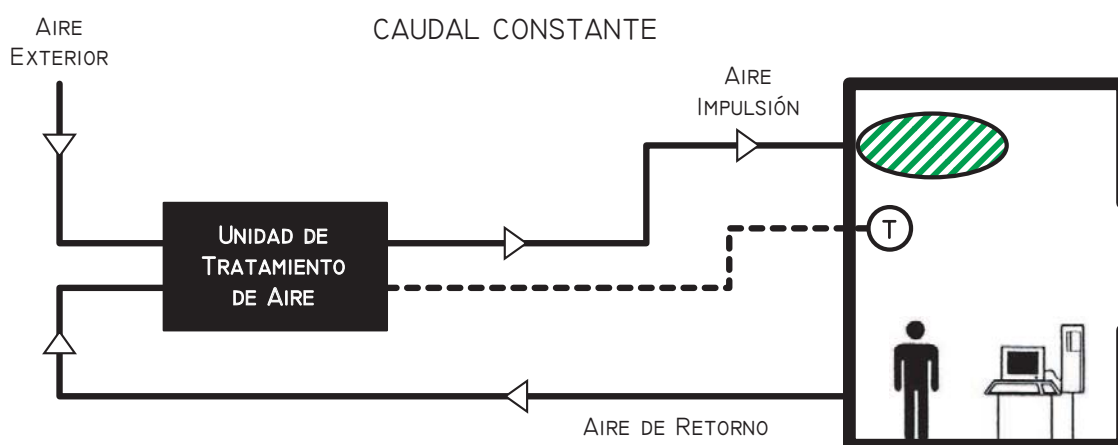 Aire
Exterior
CAUDAL CONSTANTE
Aire
Impulsión
T
Unidad de
Tratamiento
de Aire
Aire de Retorno